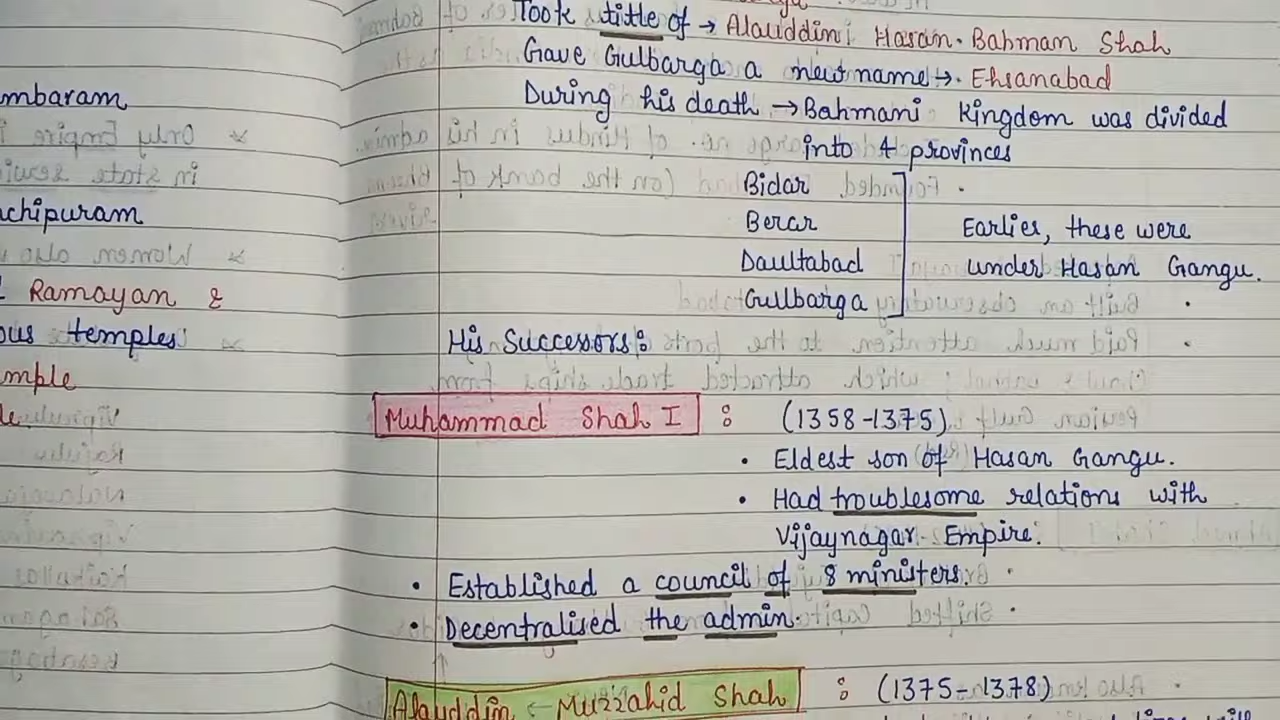 mbaram
chipuram
Ramayan &
ous temples
mple
Took title of → Alauddin Hasan Bahman Shah
Gave Gulbarga a new name → Ehsanabad
During his death → Bahmani kingdom was divided
into 4 provinces
Bidar
Berar
Daultabad
Gullbarga
Earlier, these were
under Hasan Gangu.
His Successors:
Muhammad Shah I : (1358-1375)
• Eldest son of Hasan Gangu.
• Had troublesome relations with
Vijaynagar Empire.
• Established a council of 8 ministers.
• Decentralised the admin.
Alauddin Muzzahid Shah : (1375-1378)